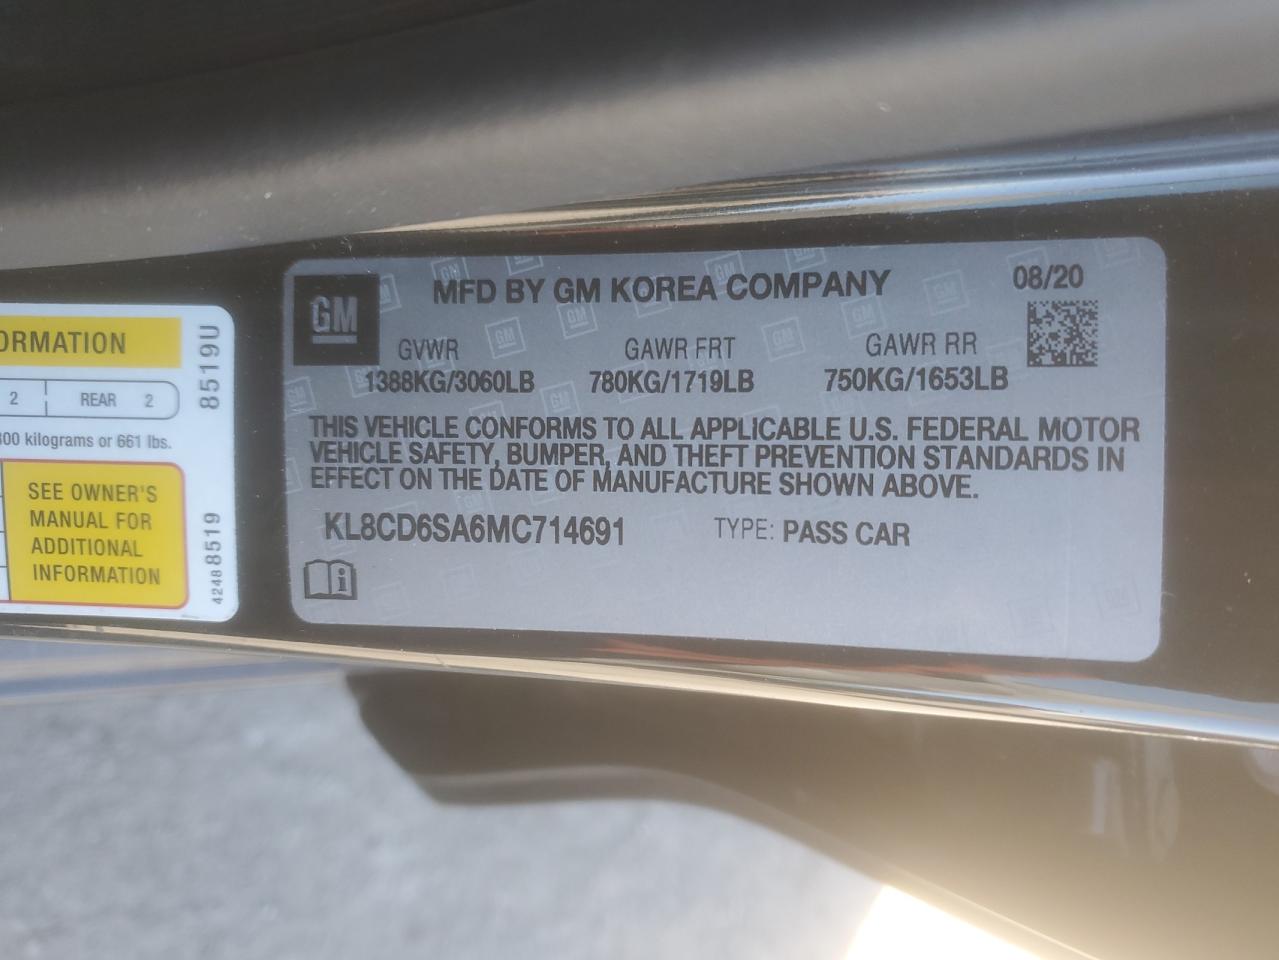 GM
MFD BY GM KOREA COMPANY
08/20
GVWR GAWR FRT GAWR RR
1388KG/3060LB 780KG/1719LB 750KG/1653LB
THIS VEHICLE CONFORMS TO ALL APPLICABLE U.S. FEDERAL MOTOR
VEHICLE SAFETY, BUMPER, AND THEFT PREVENTION STANDARDS IN
EFFECT ON THE DATE OF MANUFACTURE SHOWN ABOVE.
KL8CD6SA6MC714691 TYPE: PASS CAR
ORMATION
2 REAR 2
kilograms or 661 lbs.
SEE OWNER'S
MANUAL FOR
ADDITIONAL
INFORMATION
8519U
42488519